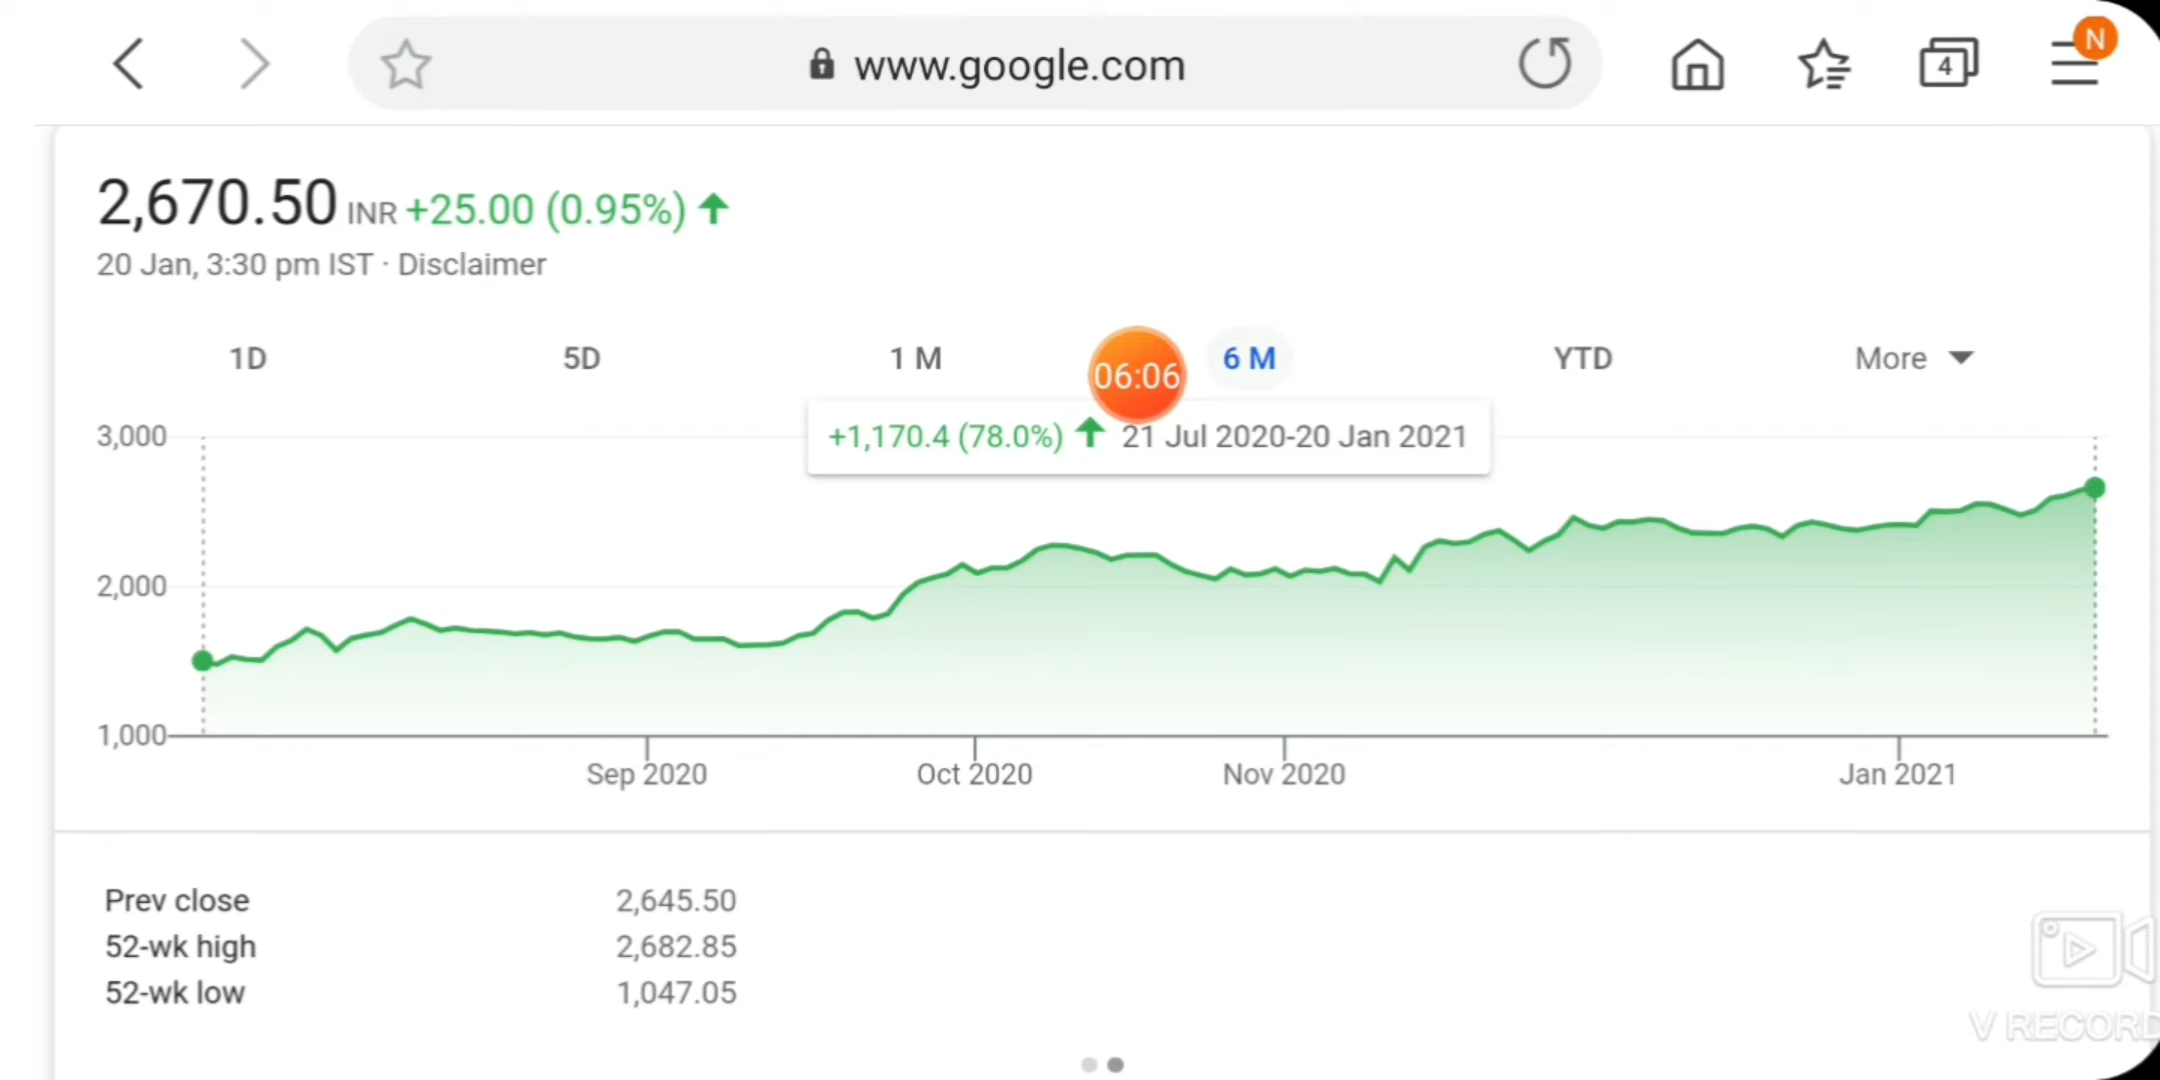 www.google.com
4
N
2,670.50 INR +25.00 (0.95%)
20 Jan, 3:30 pm IST · Disclaimer
1D 5D 1 M 06:06 6 M YTD More
+1,170.4 (78.0%) 21 Jul 2020-20 Jan 2021
3,000
2,000
1,000
Sep 2020 Oct 2020 Nov 2020 Jan 2021
Prev close 2,645.50
52-wk high 2,682.85
52-wk low 1,047.05
V RECORD